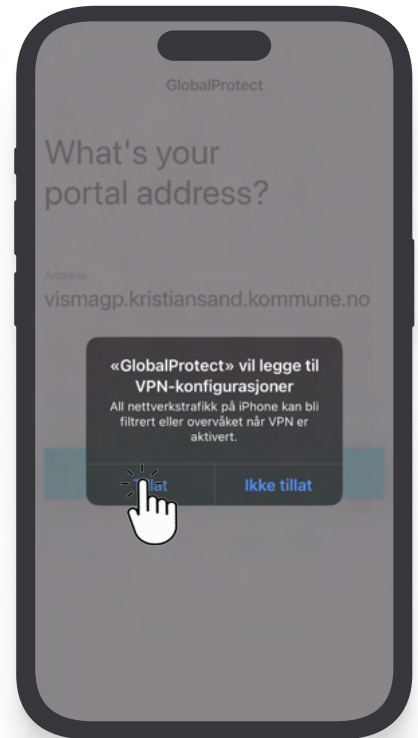 GlobalProtect
What's your
portal address?
Address
vismagp.kristiansand.kommune.no
«GlobalProtect» vil legge til
VPN-konfigurasjoner
All nettverkstrafikk på iPhone kan bli
filtrert eller overvåket når VPN er
aktivert.
Ikke tillat